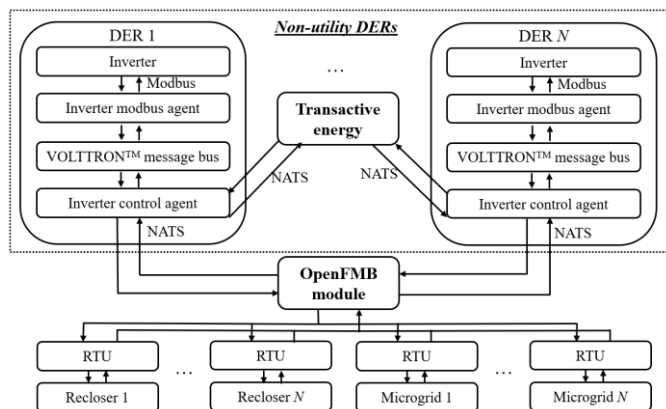 Non-utility DERs
DER 1
DER N
Inverter
Inverter
Modbus
Modbus
...
Inverter modbus agent
Inverter modbus agent
Transactive
energy
VOLTTRON™ message bus
VOLTTRON™ message bus
NATS
NATS
Inverter control agent
Inverter control agent
NATS
NATS
OpenFMB
module
RTU
...
RTU
RTU
...
RTU
Recloser 1
Recloser N
Microgrid 1
Microgrid N